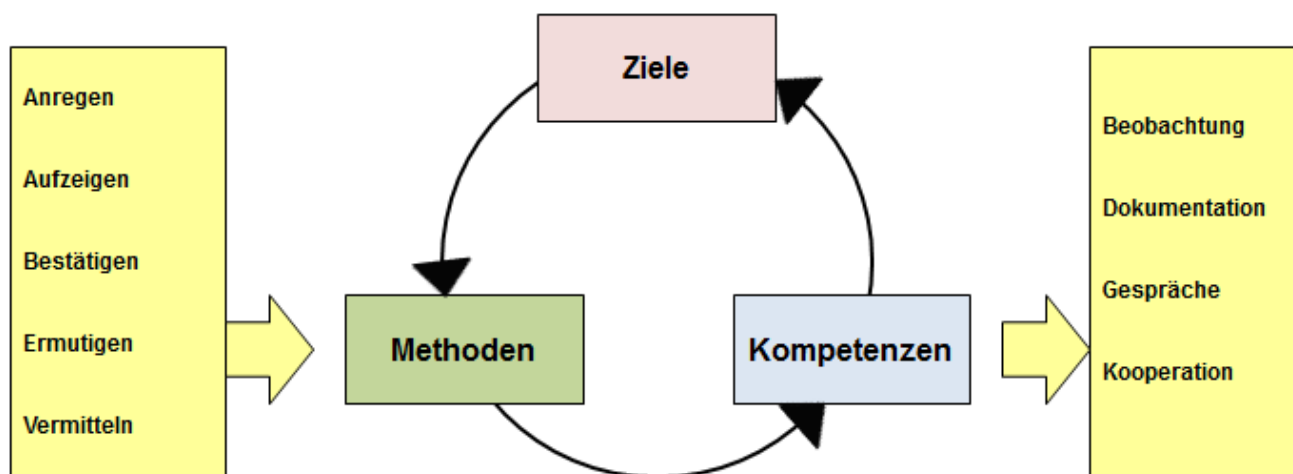 Anregen
Aufzeigen
Bestätigen
Ermutigen
Vermitteln
Ziele
Methoden
Kompetenzen
Beobachtung
Dokumentation
Gespräche
Kooperation